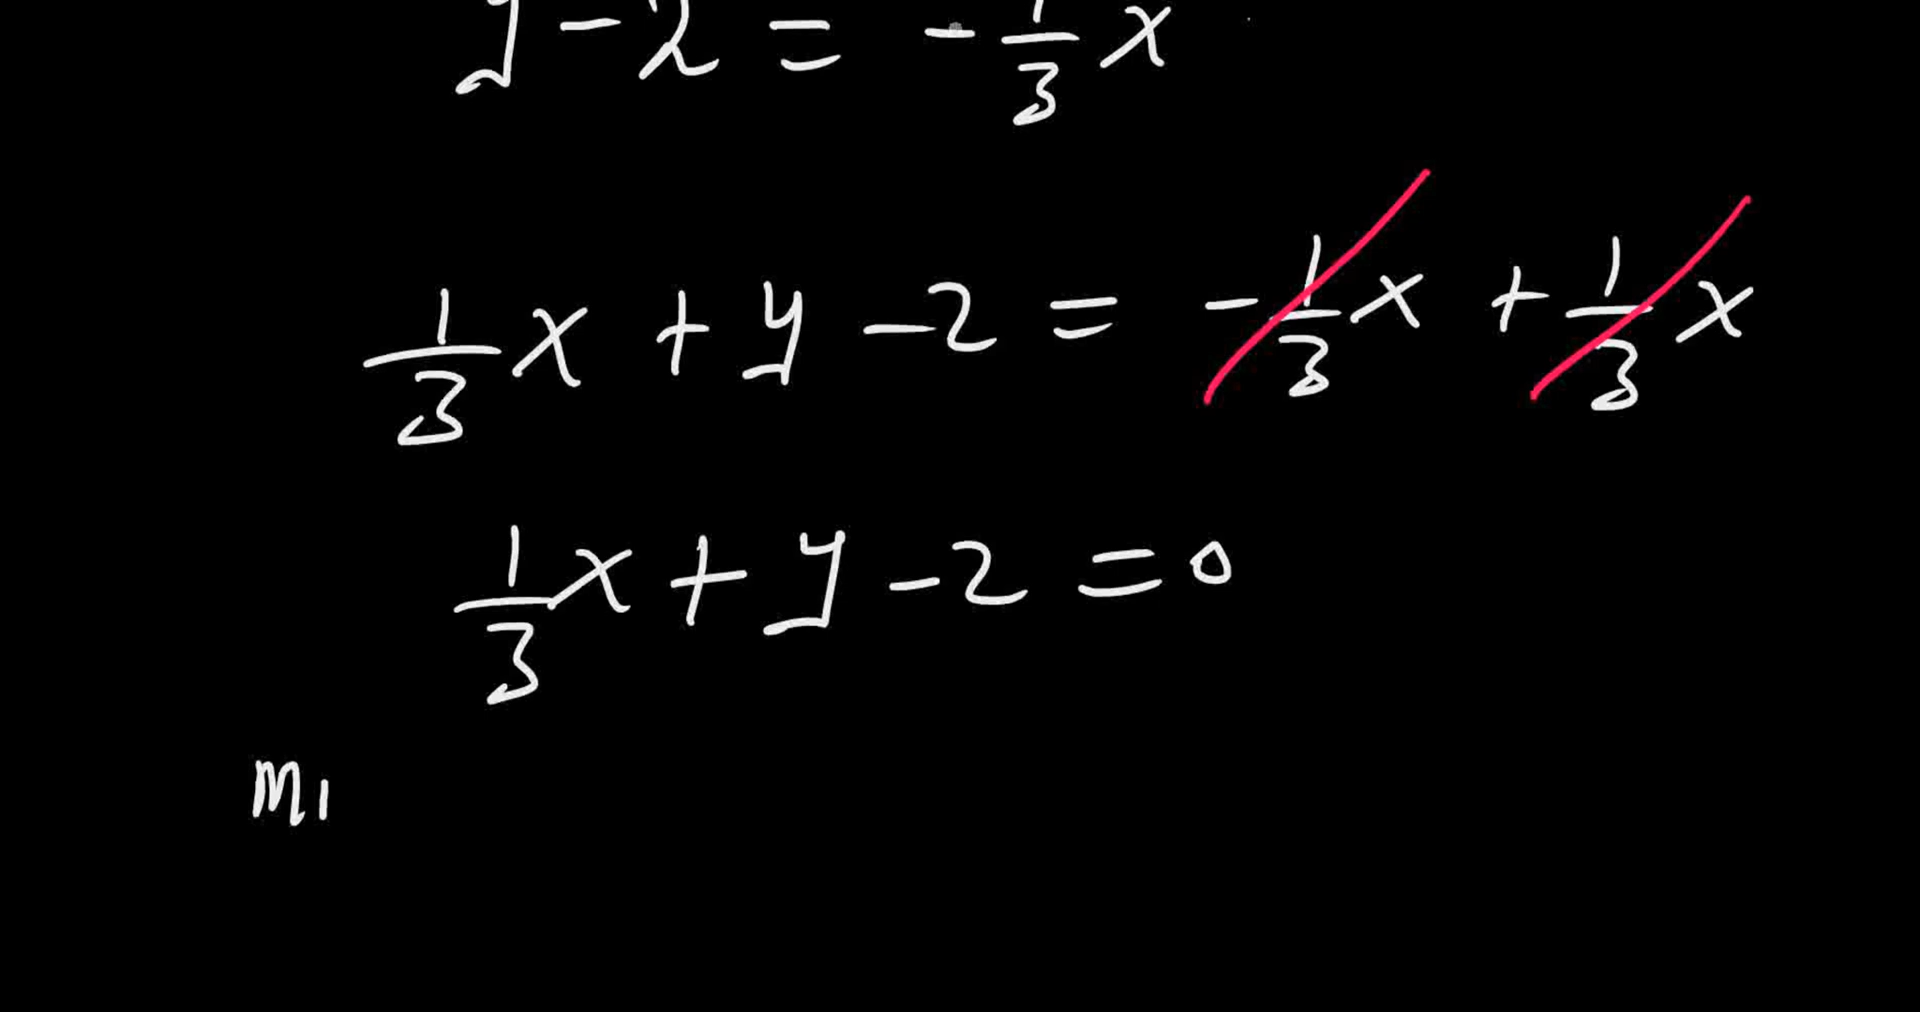 y - 2 = - 1/3 x
1/3 x + y - 2 = - 1/3 x + 1/3 x
1/3 x + y - 2 = 0
m1